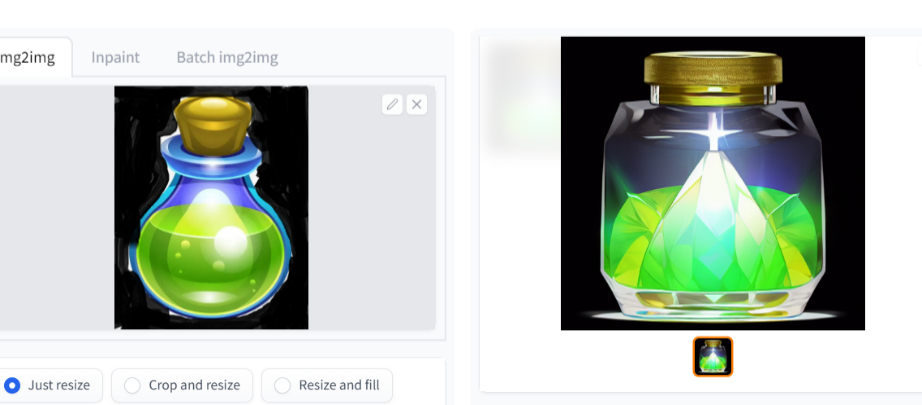 mg2img Inpaint Batch img2img
Just resize Crop and resize Resize and fill